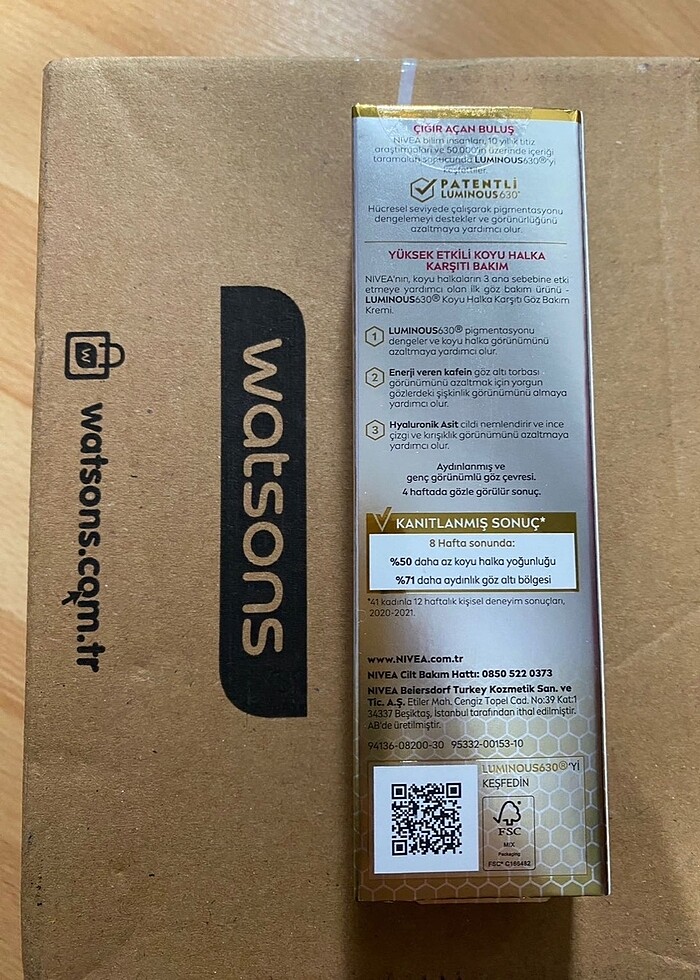 watsons
watsons.com.tr
ÇIĞIR AÇAN BULUŞ
NIVEA bilim insanları, 10 yıllık titiz
araştırmaları ve 50.000'in üzerinde içeriği
taramaları sonucunda LUMINOUS630®'yi
keşfettiler.
PATENTLİ
LUMINOUS630®
Hücresel seviyede çalışarak pigmentasyonu
dengelemeyi destekler ve görünürlüğünü
azaltmaya yardımcı olur.
YÜKSEK ETKİLİ KOYU HALKA
KARŞITI BAKIM
NIVEA'nın, koyu halkaların 3 ana sebebine etki
etmeye yardımcı olan ilk göz bakım ürünü -
LUMINOUS630® Koyu Halka Karşıtı Göz Bakım
Kremi.
1 LUMINOUS630® pigmentasyonu
dengeler ve koyu halka görünümünü
azaltmaya yardımcı olur.
2 Enerji veren kafein göz altı torbası
görünümünü azaltmak için yorgun
gözlerdeki şişkinlik görünümünü almaya
yardımcı olur.
3 Hyaluronik Asit cildi nemlendirir ve ince
çizgi ve kırışıklık görünümünü azaltmaya
yardımcı olur.
Aydınlanmış ve
genç görünümlü göz çevresi.
4 haftada gözle görülür sonuç.
KANITLANMIŞ SONUÇ*
8 Hafta sonunda:
%50 daha az koyu halka yoğunluğu
%71 daha aydınlık göz altı bölgesi
*41 kadınla 12 haftalık kişisel deneyim sonuçları,
2020-2021.
www.NIVEA.com.tr
NIVEA Cilt Bakım Hattı: 0850 522 0373
NIVEA Beiersdorf Turkey Kozmetik San. ve
Tic. A.Ş. Etiler Mah. Cengiz Topel Cad. No:39 Kat:1
34337 Beşiktaş, İstanbul tarafından ithal edilmiştir.
AB'de üretilmiştir.
94136-08200-30 95332-00153-10
LUMINOUS630®'Yİ
KEŞFEDİN
FSC
MIX
Packaging
FSC® C166482